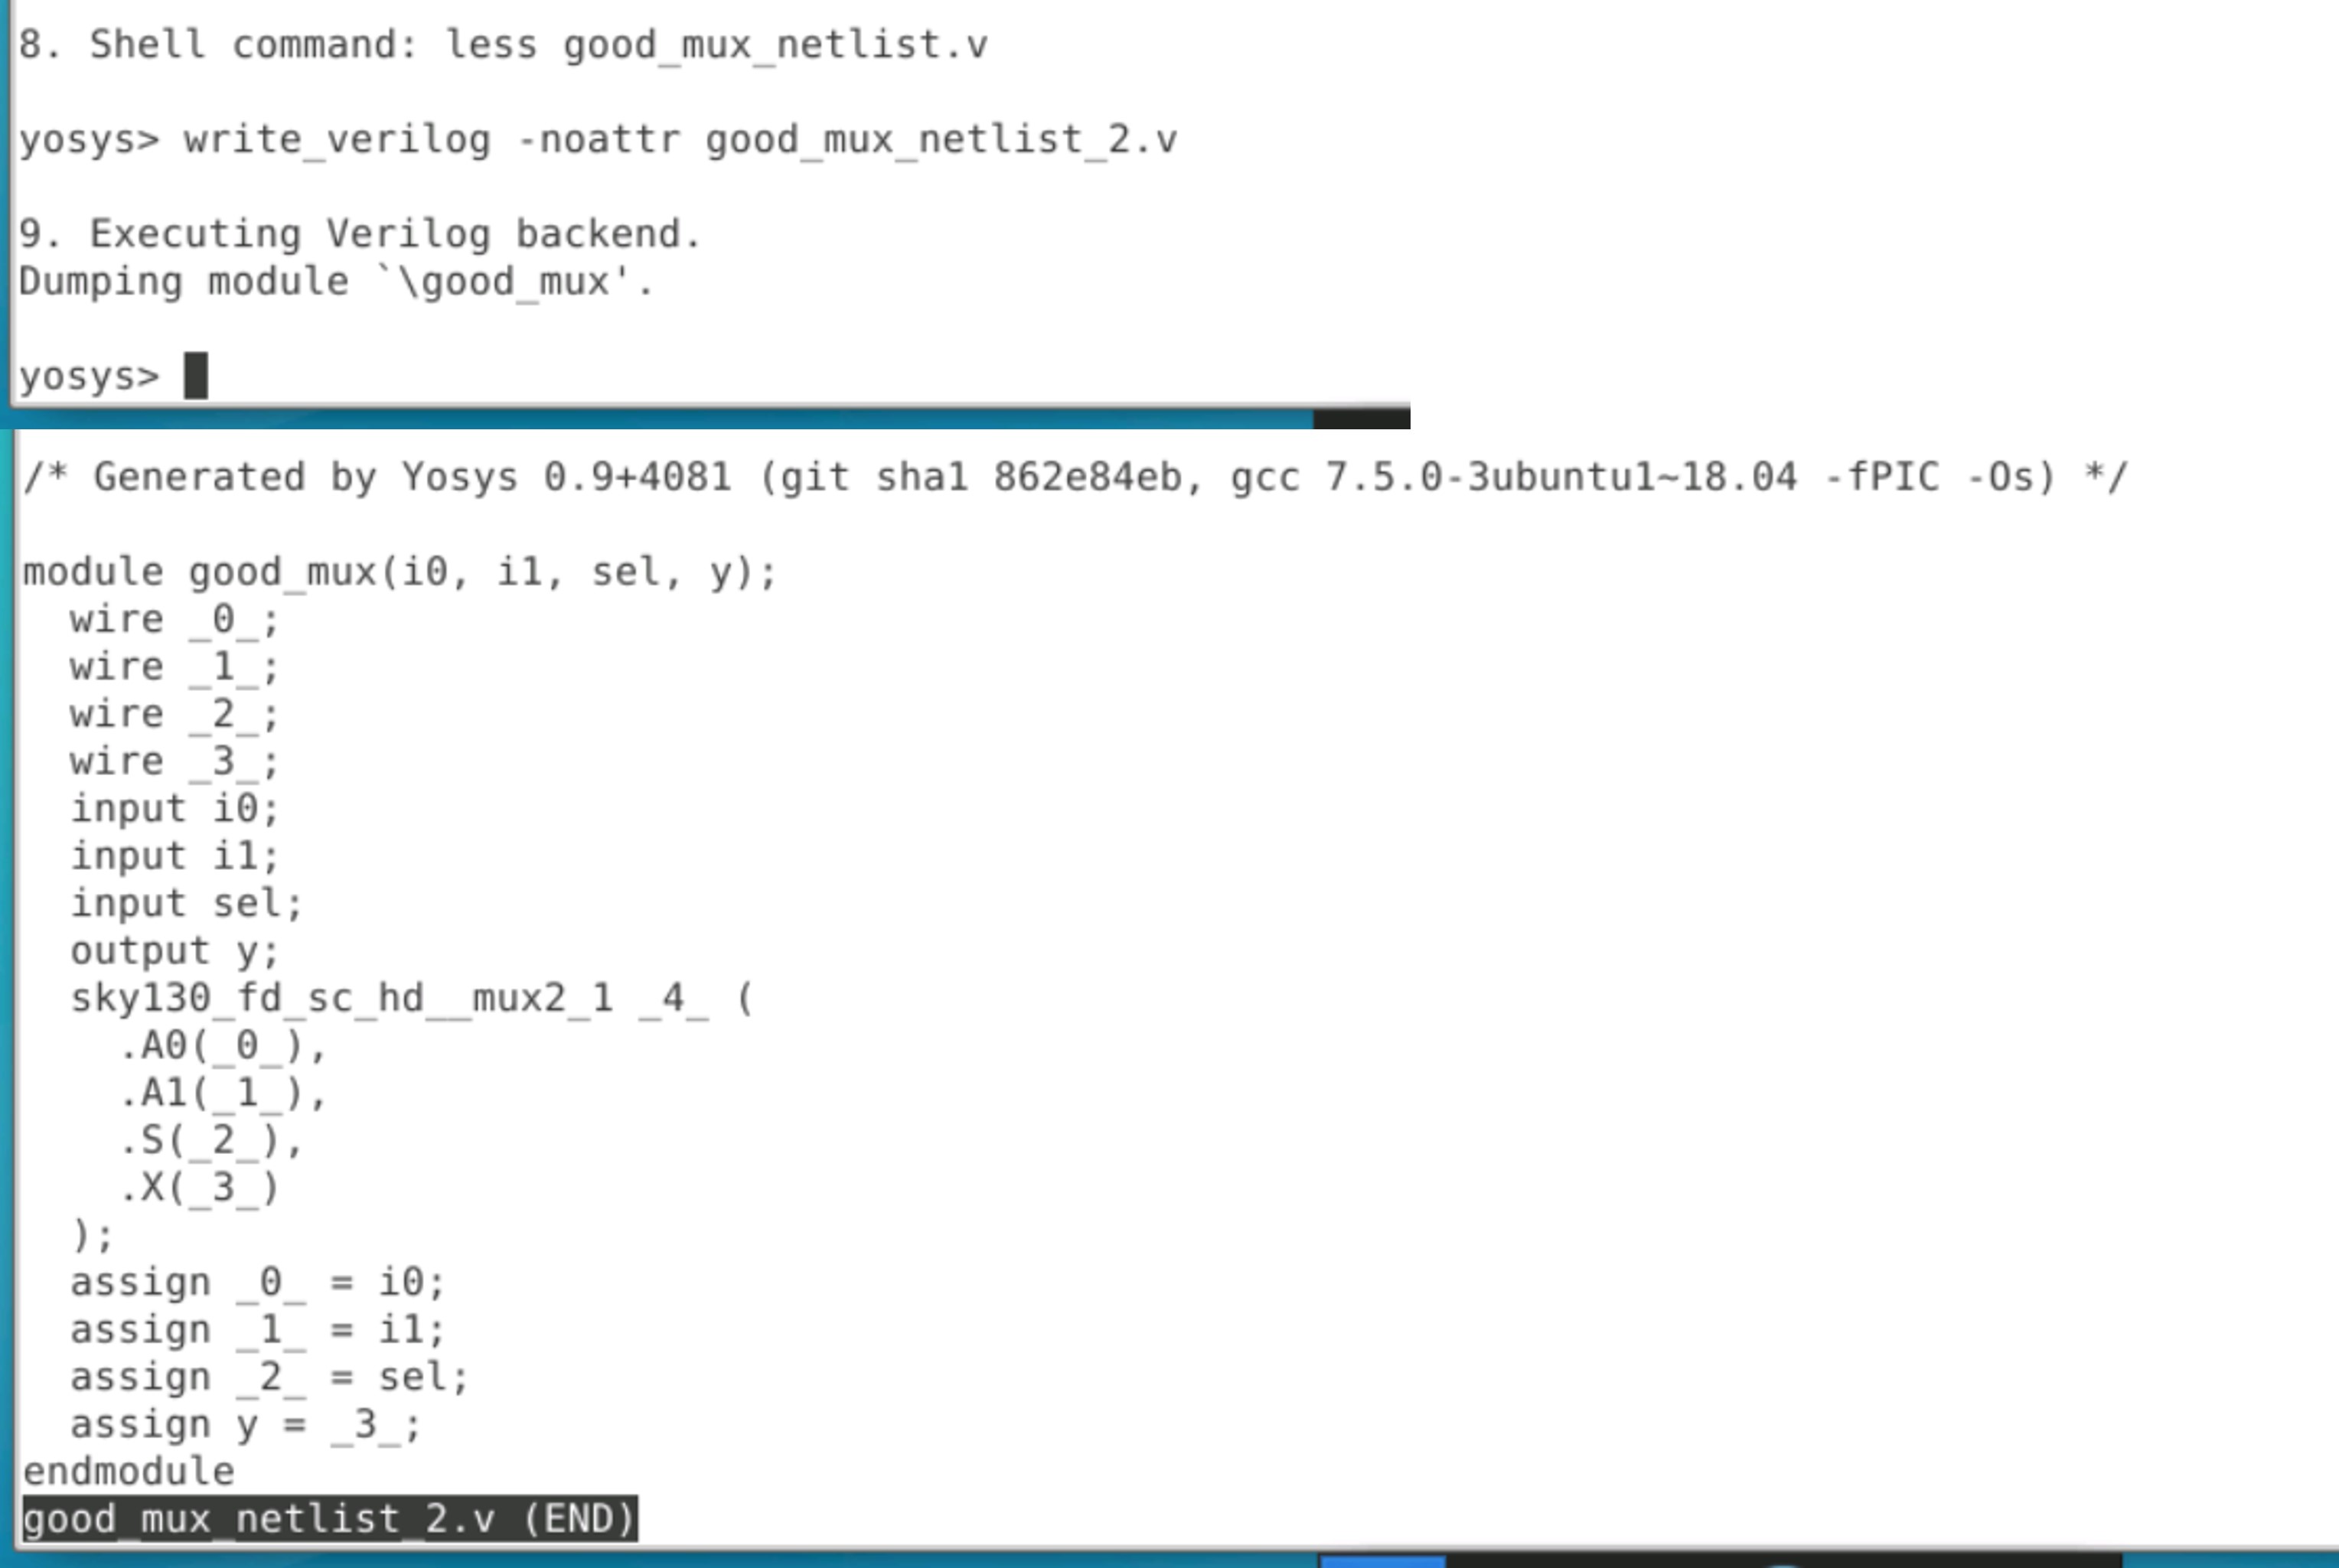 8. Shell command: less good_mux_netlist.v
yosys> write_verilog -noattr good_mux_netlist_2.v
9. Executing Verilog backend.
Dumping module `\good_mux'.
yosys>
/* Generated by Yosys 0.9+4081 (git sha1 862e84eb, gcc 7.5.0-3ubuntu1~18.04 -fPIC -Os) */
module good_mux(i0, i1, sel, y);
  wire _0_;
  wire _1_;
  wire _2_;
  wire _3_;
  input i0;
  input i1;
  input sel;
  output y;
  sky130_fd_sc_hd__mux2_1 _4_ (
    .A0(_0_),
    .A1(_1_),
    .S(_2_),
    .X(_3_)
  );
  assign _0_ = i0;
  assign _1_ = i1;
  assign _2_ = sel;
  assign y = _3_;
endmodule
good_mux_netlist_2.v (END)